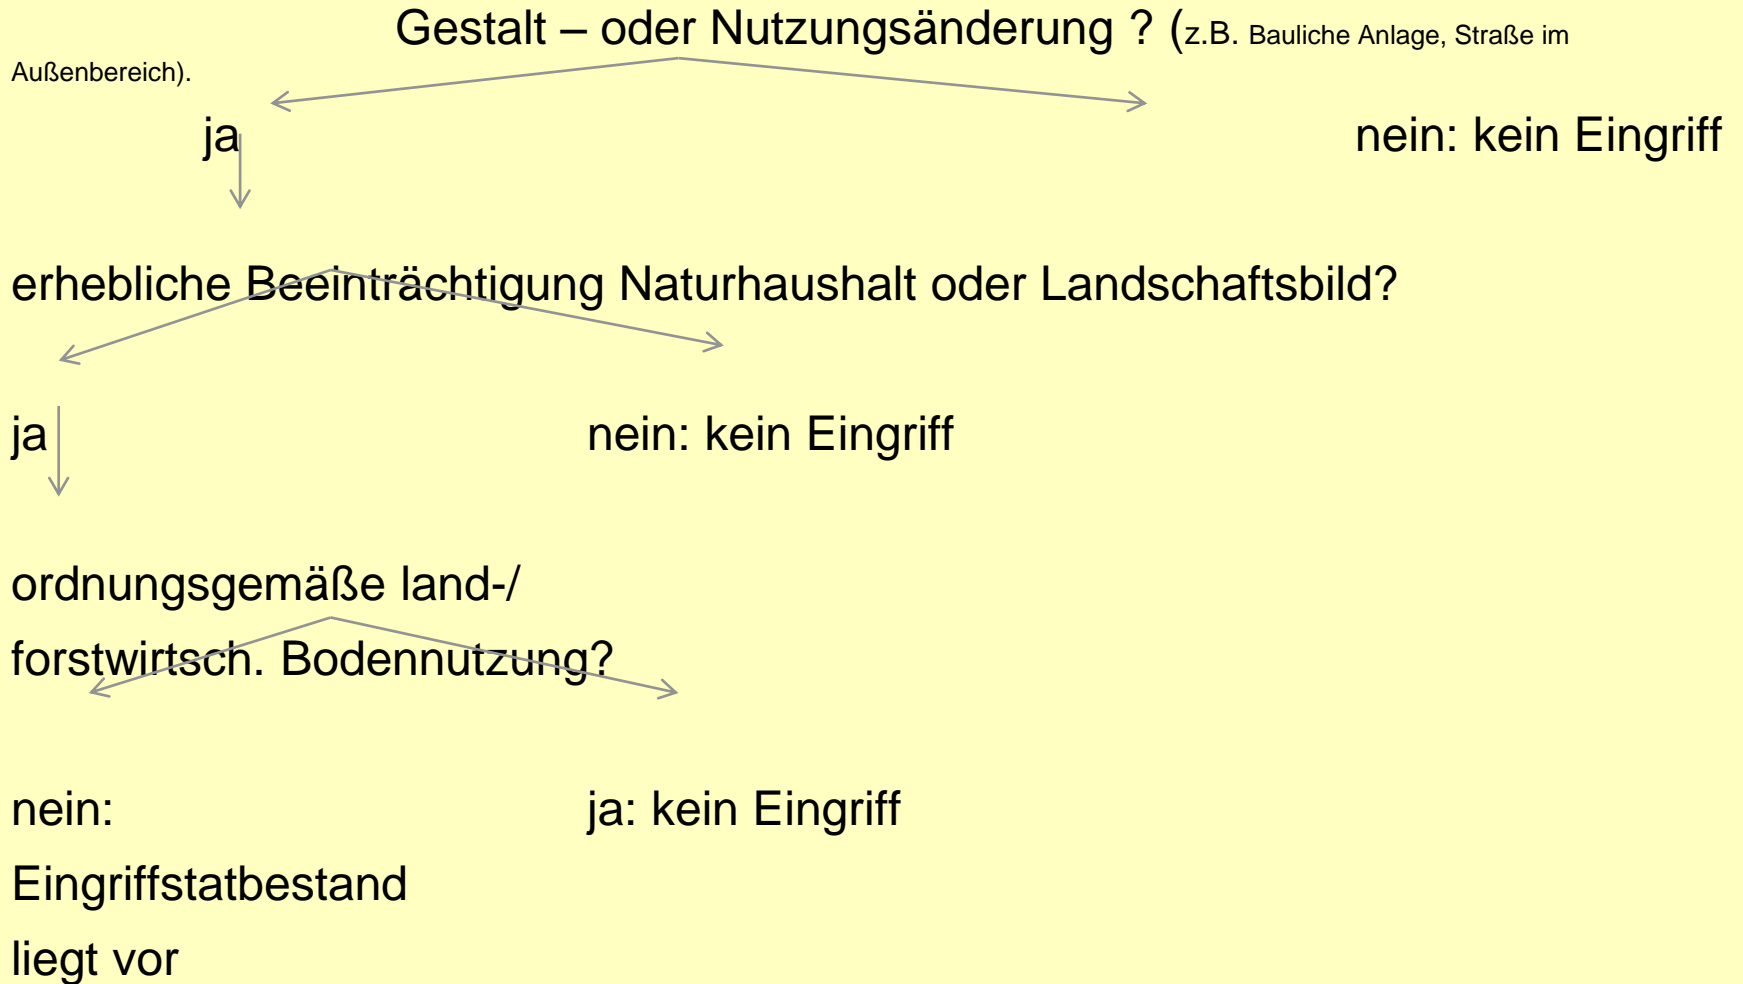 Gestalt – oder Nutzungsänderung ? (z.B. Bauliche Anlage, Straße im
Außenbereich).
ja nein: kein Eingriff
erhebliche Beeinträchtigung Naturhaushalt oder Landschaftsbild?
ja nein: kein Eingriff
ordnungsgemäße land-/
forstwirtsch. Bodennutzung?
nein: ja: kein Eingriff
Eingriffstatbestand
liegt vor